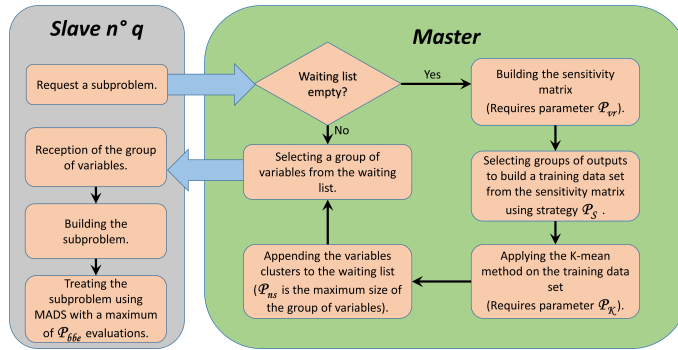 Slave n° q
Master
Request a subproblem.
Waiting list
empty?
Yes
No
Building the sensitivity
matrix
(Requires parameter 𝒫vr).
Reception of the group
of variables.
Selecting a group of
variables from the waiting
list.
Selecting groups of outputs
to build a training data set
from the sensitivity matrix
using strategy 𝒫S .
Building the
subproblem.
Appending the variables
clusters to the waiting list
(𝒫ns is the maximum size of
the group of variables).
Applying the K-mean
method on the training data
set
(Requires parameter 𝒫K).
Treating the
subproblem using
MADS with a maximum
of 𝒫bbe evaluations.